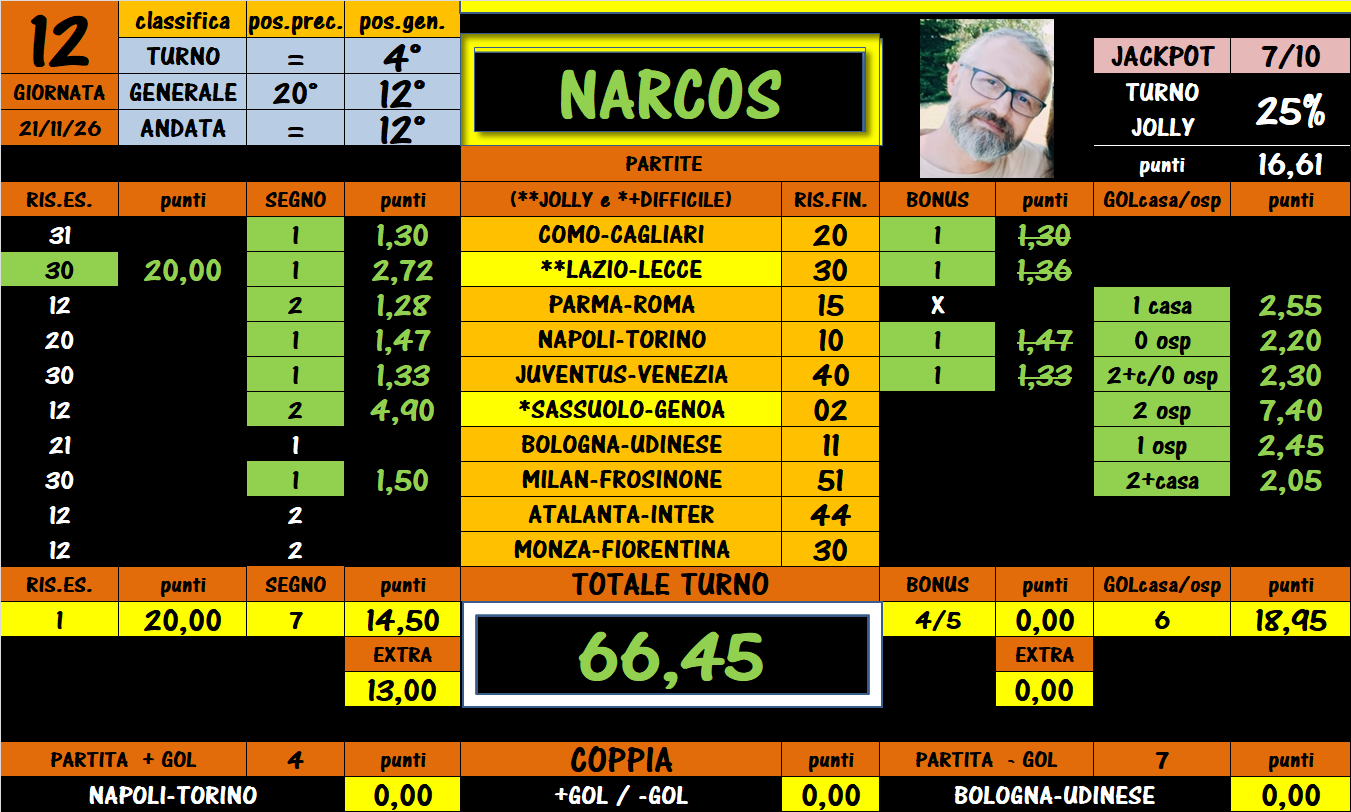 12 classifica pos.prec. pos.gen.
TURNO = 4°
NARCOS
JACKPOT 7/10
GIORNATA GENERALE 20° 12°
TURNO JOLLY 25%
21/11/26 ANDATA = 12°
PARTITE
punti 16,61
RIS.ES. punti SEGNO punti (**JOLLY e *+DIFFICILE) RIS.FIN. BONUS punti GOLcasa/osp punti
31 1 1,30 COMO-CAGLIARI 20 1 1,30
30 20,00 1 2,72 **LAZIO-LECCE 30 1 1,36
12 2 1,28 PARMA-ROMA 15 X 1 casa 2,55
20 1 1,47 NAPOLI-TORINO 10 1 1,47 0 osp 2,20
30 1 1,33 JUVENTUS-VENEZIA 40 1 1,33 2+c/0 osp 2,30
12 2 4,90 *SASSUOLO-GENOA 02 2 osp 7,40
21 1 BOLOGNA-UDINESE 11 1 osp 2,45
30 1 1,50 MILAN-FROSINONE 51 2+casa 2,05
12 2 ATALANTA-INTER 44
12 2 MONZA-FIORENTINA 30
RIS.ES. punti SEGNO punti TOTALE TURNO BONUS punti GOLcasa/osp punti
1 20,00 7 14,50 66,45 4/5 0,00 6 18,95
EXTRA EXTRA
13,00 0,00
PARTITA + GOL 4 punti COPPIA punti PARTITA - GOL 7 punti
NAPOLI-TORINO 0,00 +GOL / -GOL 0,00 BOLOGNA-UDINESE 0,00